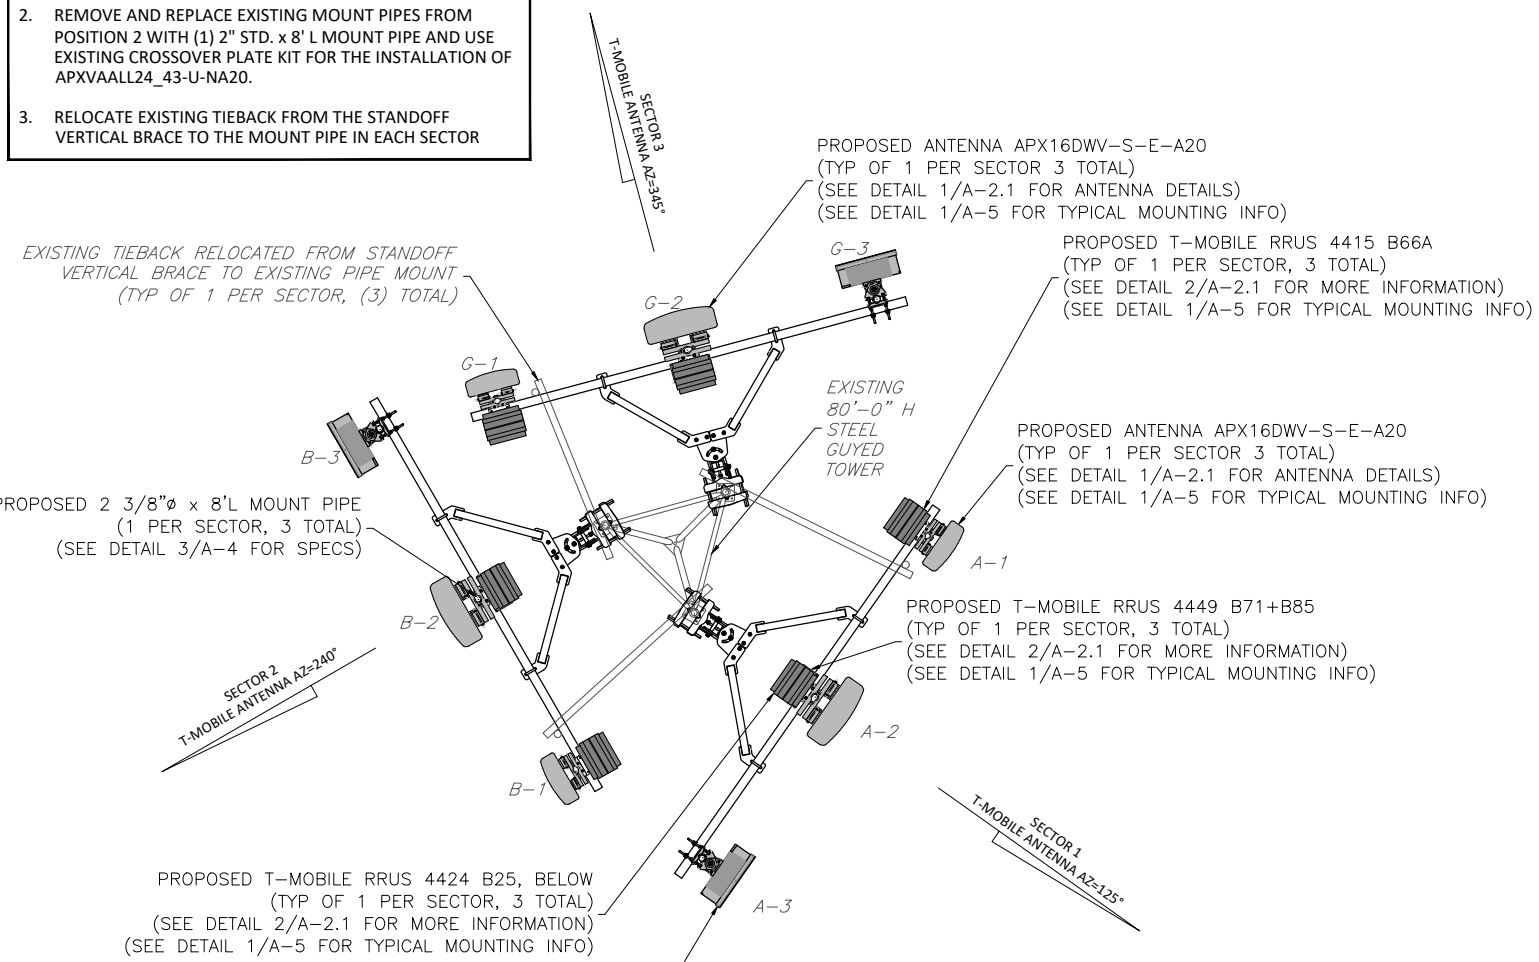 2. REMOVE AND REPLACE EXISTING MOUNT PIPES FROM
POSITION 2 WITH (1) 2" STD. x 8' L MOUNT PIPE AND USE
EXISTING CROSSOVER PLATE KIT FOR THE INSTALLATION OF
APXVAALL24_43-U-NA20.
3. RELOCATE EXISTING TIEBACK FROM THE STANDOFF
VERTICAL BRACE TO THE MOUNT PIPE IN EACH SECTOR
SECTOR 3
T-MOBILE ANTENNA AZ=345°
PROPOSED ANTENNA APX16DWV-S-E-A20
(TYP OF 1 PER SECTOR 3 TOTAL)
(SEE DETAIL 1/A-2.1 FOR ANTENNA DETAILS)
(SEE DETAIL 1/A-5 FOR TYPICAL MOUNTING INFO)
EXISTING TIEBACK RELOCATED FROM STANDOFF
VERTICAL BRACE TO EXISTING PIPE MOUNT
(TYP OF 1 PER SECTOR, (3) TOTAL)
G-3
PROPOSED T-MOBILE RRUS 4415 B66A
(TYP OF 1 PER SECTOR, 3 TOTAL)
(SEE DETAIL 2/A-2.1 FOR MORE INFORMATION)
(SEE DETAIL 1/A-5 FOR TYPICAL MOUNTING INFO)
G-2
G-1
EXISTING
80'-0" H
STEEL
GUYED
TOWER
B-3
PROPOSED ANTENNA APX16DWV-S-E-A20
(TYP OF 1 PER SECTOR 3 TOTAL)
(SEE DETAIL 1/A-2.1 FOR ANTENNA DETAILS)
(SEE DETAIL 1/A-5 FOR TYPICAL MOUNTING INFO)
PROPOSED 2 3/8"ø x 8'L MOUNT PIPE
(1 PER SECTOR, 3 TOTAL)
(SEE DETAIL 3/A-4 FOR SPECS)
A-1
B-2
PROPOSED T-MOBILE RRUS 4449 B71+B85
(TYP OF 1 PER SECTOR, 3 TOTAL)
(SEE DETAIL 2/A-2.1 FOR MORE INFORMATION)
(SEE DETAIL 1/A-5 FOR TYPICAL MOUNTING INFO)
SECTOR 2
T-MOBILE ANTENNA AZ=240°
A-2
B-1
SECTOR 1
T-MOBILE ANTENNA AZ=125°
PROPOSED T-MOBILE RRUS 4424 B25, BELOW
(TYP OF 1 PER SECTOR, 3 TOTAL)
(SEE DETAIL 2/A-2.1 FOR MORE INFORMATION)
(SEE DETAIL 1/A-5 FOR TYPICAL MOUNTING INFO)
A-3